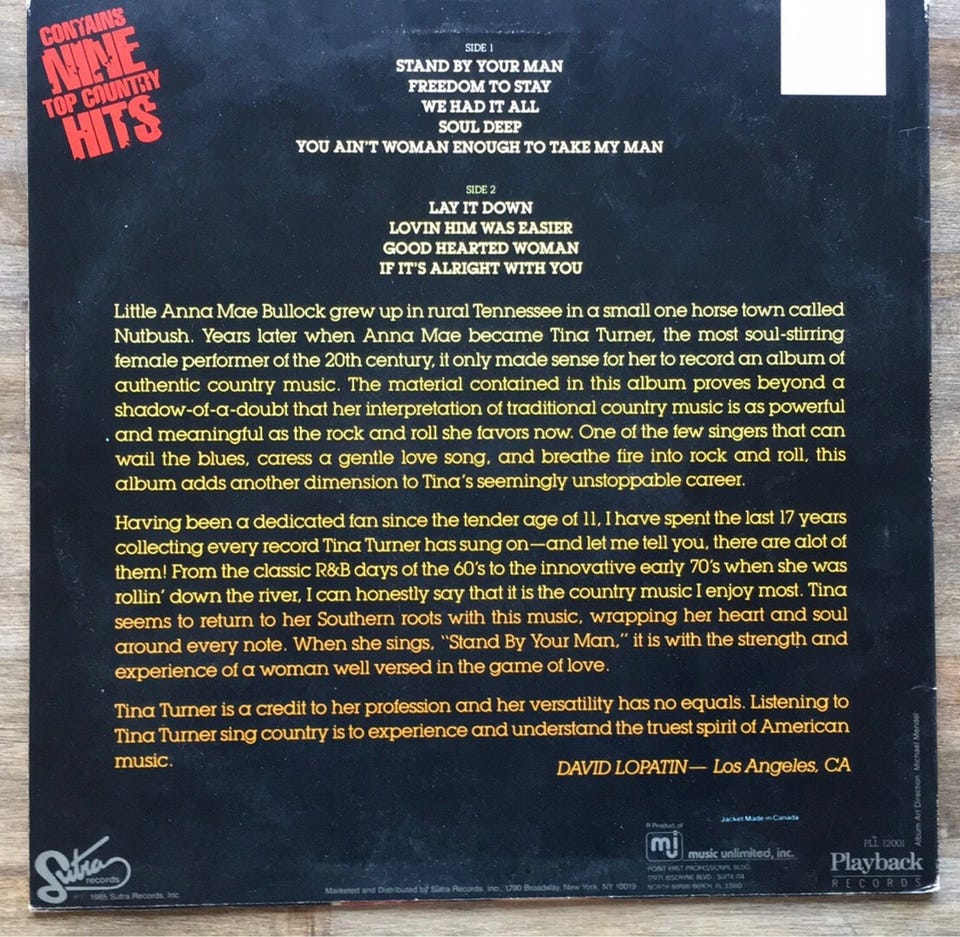 CONTAINS
NINE
TOP COUNTRY
HITS
SIDE 1
STAND BY YOUR MAN
FREEDOM TO STAY
WE HAD IT ALL
SOUL DEEP
YOU AIN'T WOMAN ENOUGH TO TAKE MY MAN
SIDE 2
LAY IT DOWN
LOVIN HIM WAS EASIER
GOOD HEARTED WOMAN
IF IT'S ALRIGHT WITH YOU
Little Anna Mae Bullock grew up in rural Tennessee in a small one horse town called
Nutbush. Years later when Anna Mae became Tina Turner, the most soul-stirring
female performer of the 20th century, it only made sense for her to record an album of
authentic country music. The material contained in this album proves beyond a
shadow-of-a-doubt that her interpretation of traditional country music is as powerful
and meaningful as the rock and roll she favors now. One of the few singers that can
wail the blues, caress a gentle love song, and breathe fire into rock and roll, this
album adds another dimension to Tina's seemingly unstoppable career.
Having been a dedicated fan since the tender age of 11, I have spent the last 17 years
collecting every record Tina Turner has sung on—and let me tell you, there are alot of
them! From the classic R&B days of the 60's to the innovative early 70's when she was
rollin' down the river, I can honestly say that it is the country music I enjoy most. Tina
seems to return to her Southern roots with this music, wrapping her heart and soul
around every note. When she sings, "Stand By Your Man," it is with the strength and
experience of a woman well versed in the game of love.
Tina Turner is a credit to her profession and her versatility has no equals. Listening to
Tina Turner sing country is to experience and understand the truest spirit of American
music.
DAVID LOPATIN— Los Angeles, CA
Sutra
records
1985 Sutra Records, Inc.
Marketed and Distributed by Sutra Records, Inc., 1790 Broadway, New York, NY 10019
A Product of
mi
music unlimited, inc.
POINT EAST PROFESSIONAL BLDG
BISCAYNE BLVD SUITE
NORTH MIAMI BEACH, FL
Jacket Made in Canada
PLL 12001
Playback
RECORDS
Album Art Direction: Michael Mendel